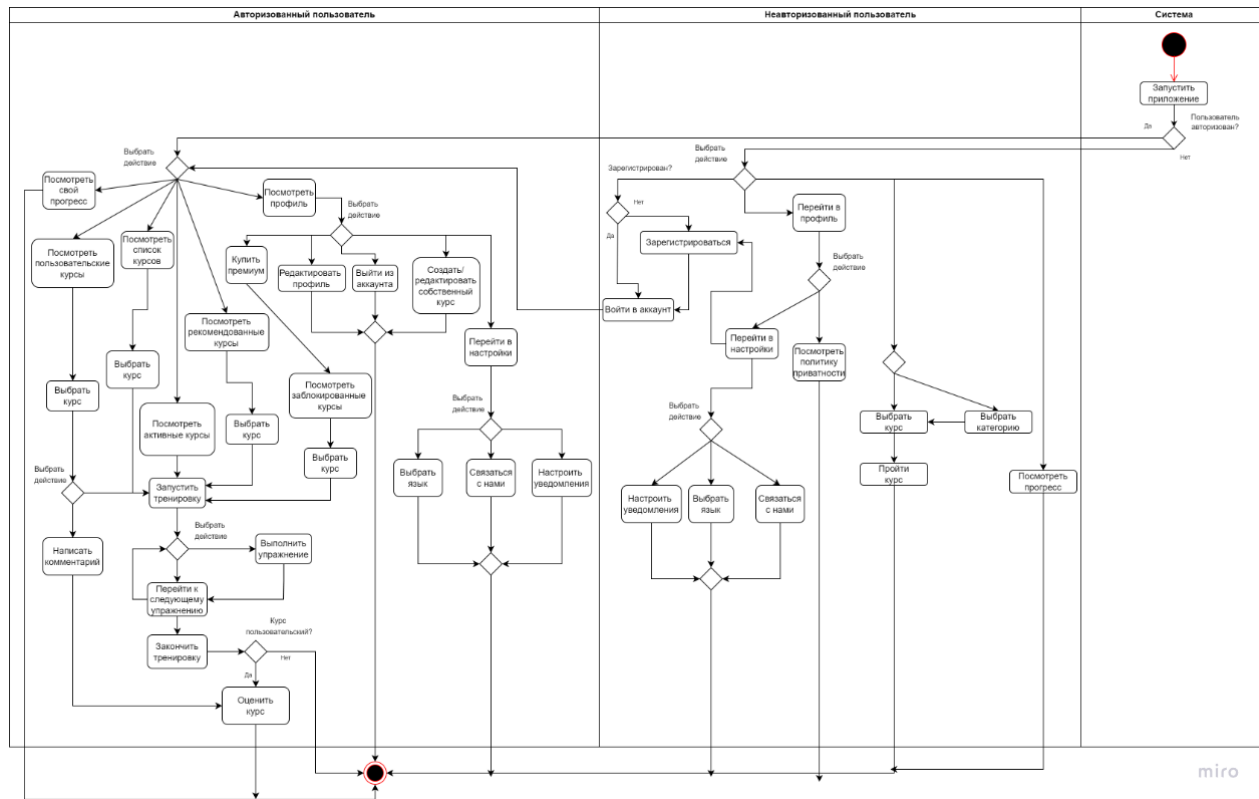 Авторизованный пользователь
Неавторизованный пользователь
Система
Запустить
приложение
Пользователь
авторизован?
Да
Нет
Выбрать
действие
Посмотреть
свой
прогресс
Посмотреть
пользовательские
курсы
Посмотреть
список
курсов
Посмотреть
профиль
Выбрать
действие
Купить
премиум
Редактировать
профиль
Выйти из
аккаунта
Создать/
редактировать
собственный
курс
Посмотреть
рекомендованные
курсы
Перейти в
настройки
Выбрать
курс
Выбрать
курс
Посмотреть
активные курсы
Выбрать
курс
Посмотреть
заблокированные
курсы
Выбрать
курс
Выбрать
действие
Выбрать
язык
Связаться
с нами
Настроить
уведомления
Выбрать
действие
Запустить
тренировку
Выбрать
действие
Написать
комментарий
Выполнить
упражнение
Перейти к
следующему
упражнению
Закончить
тренировку
Курс
пользовательский?
Нет
Да
Оценить
курс
Выбрать
действие
Зарегистрирован?
Нет
Да
Зарегистрироваться
Войти в аккаунт
Перейти в
профиль
Выбрать
действие
Перейти в
настройки
Посмотреть
политику
приватности
Выбрать
действие
Настроить
уведомления
Выбрать
язык
Связаться
с нами
Выбрать
курс
Выбрать
категорию
Пройти
курс
Посмотреть
прогресс
miro